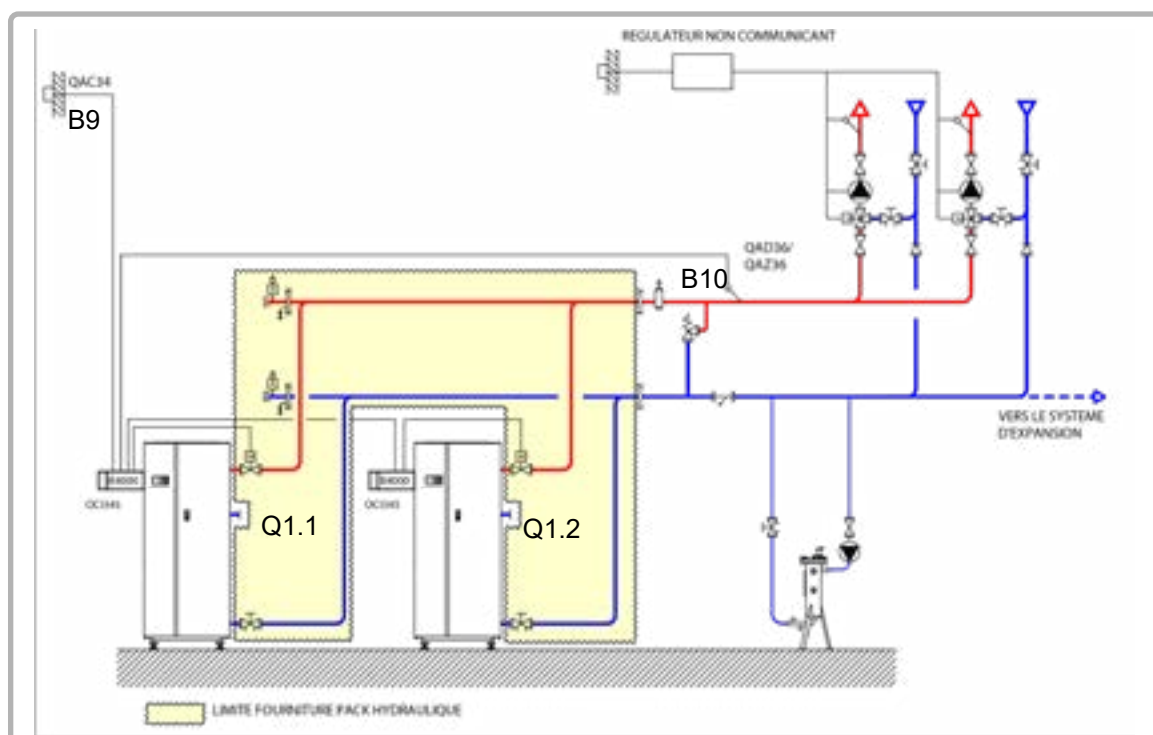 RÉGULATEUR NON COMMUNICANT
QAC34
B9
QAD36/
QAZ36
B10
VERS LE SYSTEME
D'EXPANSION
OCI345
OCI345
Q1.1
Q1.2
LIMITE FOURNITURE PACK HYDRAULIQUE